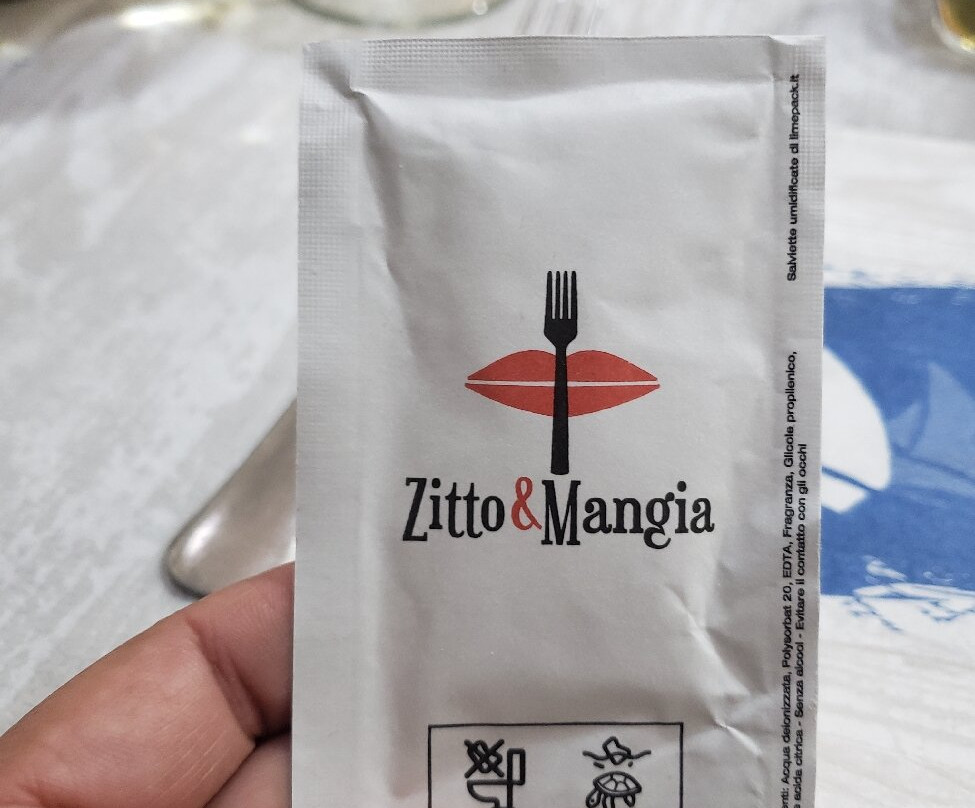 Zitto&Mangia
Salviette umidificate di limepack.it
Acqua deionizzata, Polysorbat 20, EDTA, Fragranza, Glicole propilenico,
acido citrico - Senza alcool - Evitare il contatto con gli occhi